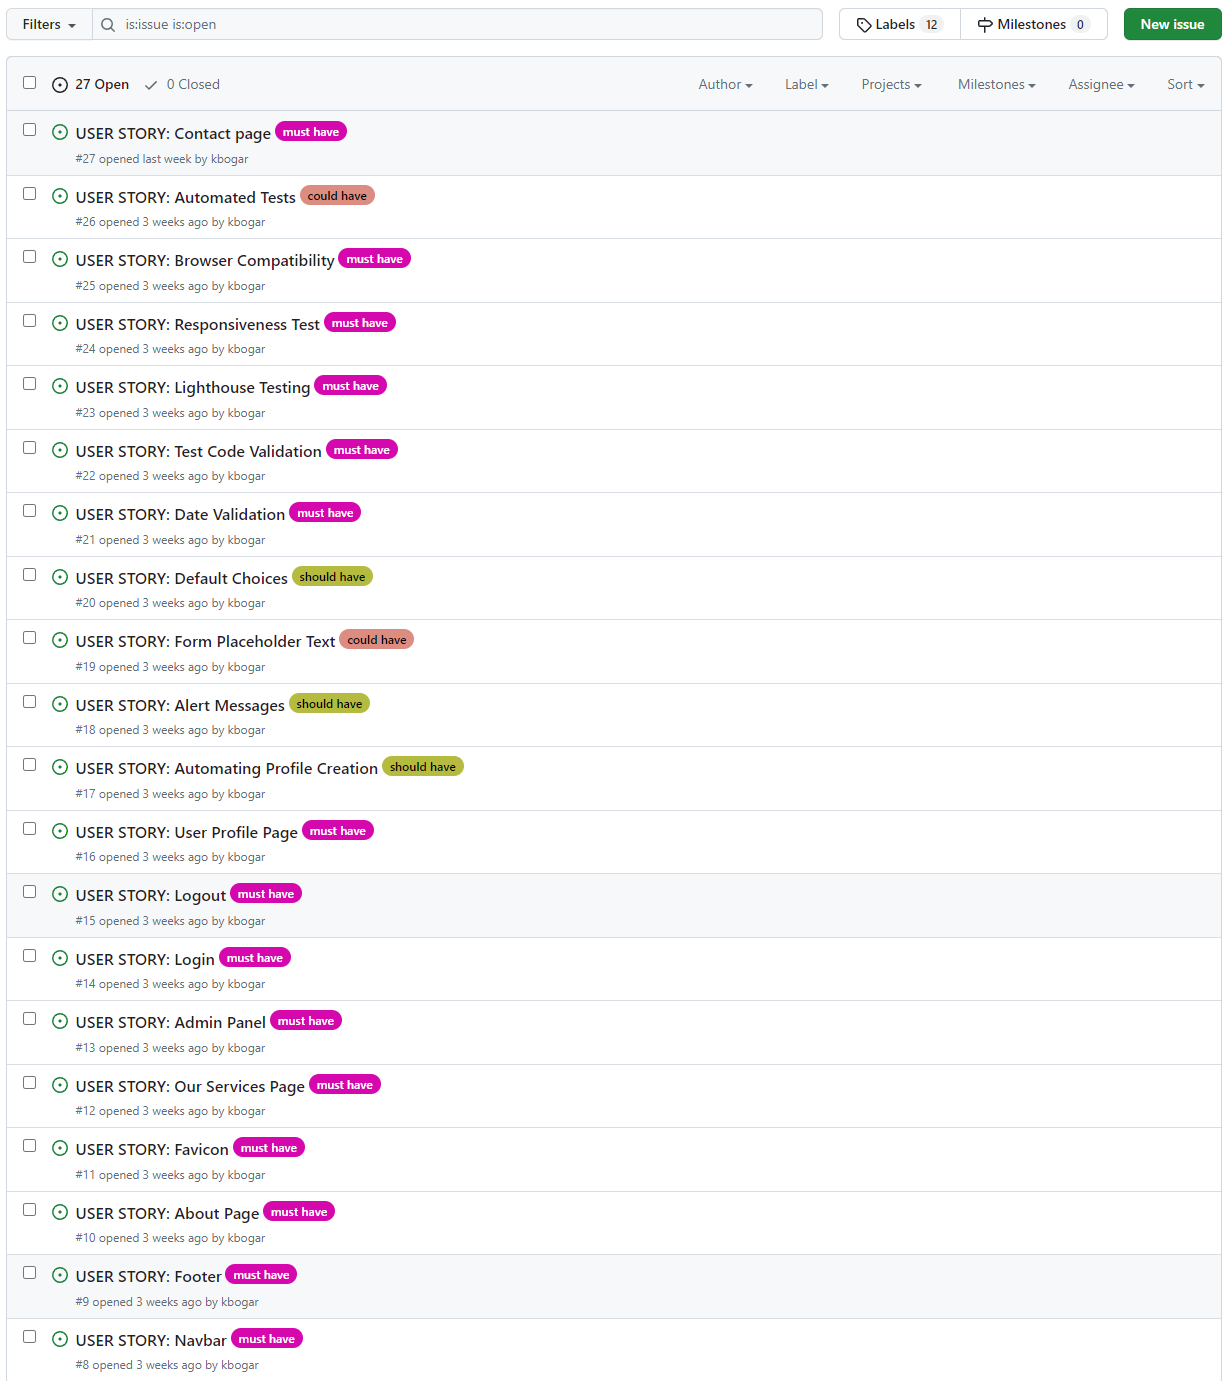 Filters is:issue is:open Labels 12 Milestones 0 New issue
27 Open 0 Closed Author Label Projects Milestones Assignee Sort
USER STORY: Contact page must have
#27 opened last week by kbogar
USER STORY: Automated Tests could have
#26 opened 3 weeks ago by kbogar
USER STORY: Browser Compatibility must have
#25 opened 3 weeks ago by kbogar
USER STORY: Responsiveness Test must have
#24 opened 3 weeks ago by kbogar
USER STORY: Lighthouse Testing must have
#23 opened 3 weeks ago by kbogar
USER STORY: Test Code Validation must have
#22 opened 3 weeks ago by kbogar
USER STORY: Date Validation must have
#21 opened 3 weeks ago by kbogar
USER STORY: Default Choices should have
#20 opened 3 weeks ago by kbogar
USER STORY: Form Placeholder Text could have
#19 opened 3 weeks ago by kbogar
USER STORY: Alert Messages should have
#18 opened 3 weeks ago by kbogar
USER STORY: Automating Profile Creation should have
#17 opened 3 weeks ago by kbogar
USER STORY: User Profile Page must have
#16 opened 3 weeks ago by kbogar
USER STORY: Logout must have
#15 opened 3 weeks ago by kbogar
USER STORY: Login must have
#14 opened 3 weeks ago by kbogar
USER STORY: Admin Panel must have
#13 opened 3 weeks ago by kbogar
USER STORY: Our Services Page must have
#12 opened 3 weeks ago by kbogar
USER STORY: Favicon must have
#11 opened 3 weeks ago by kbogar
USER STORY: About Page must have
#10 opened 3 weeks ago by kbogar
USER STORY: Footer must have
#9 opened 3 weeks ago by kbogar
USER STORY: Navbar must have
#8 opened 3 weeks ago by kbogar